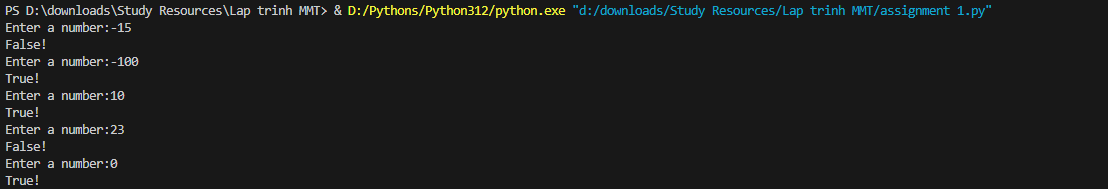 PS D:\downloads\Study Resources\Lap trinh MMT> & D:/Pythons/Python312/python.exe "d:/downloads/Study Resources/Lap trinh MMT/assignment 1.py"
Enter a number:-15
False!
Enter a number:-100
True!
Enter a number:10
True!
Enter a number:23
False!
Enter a number:0
True!